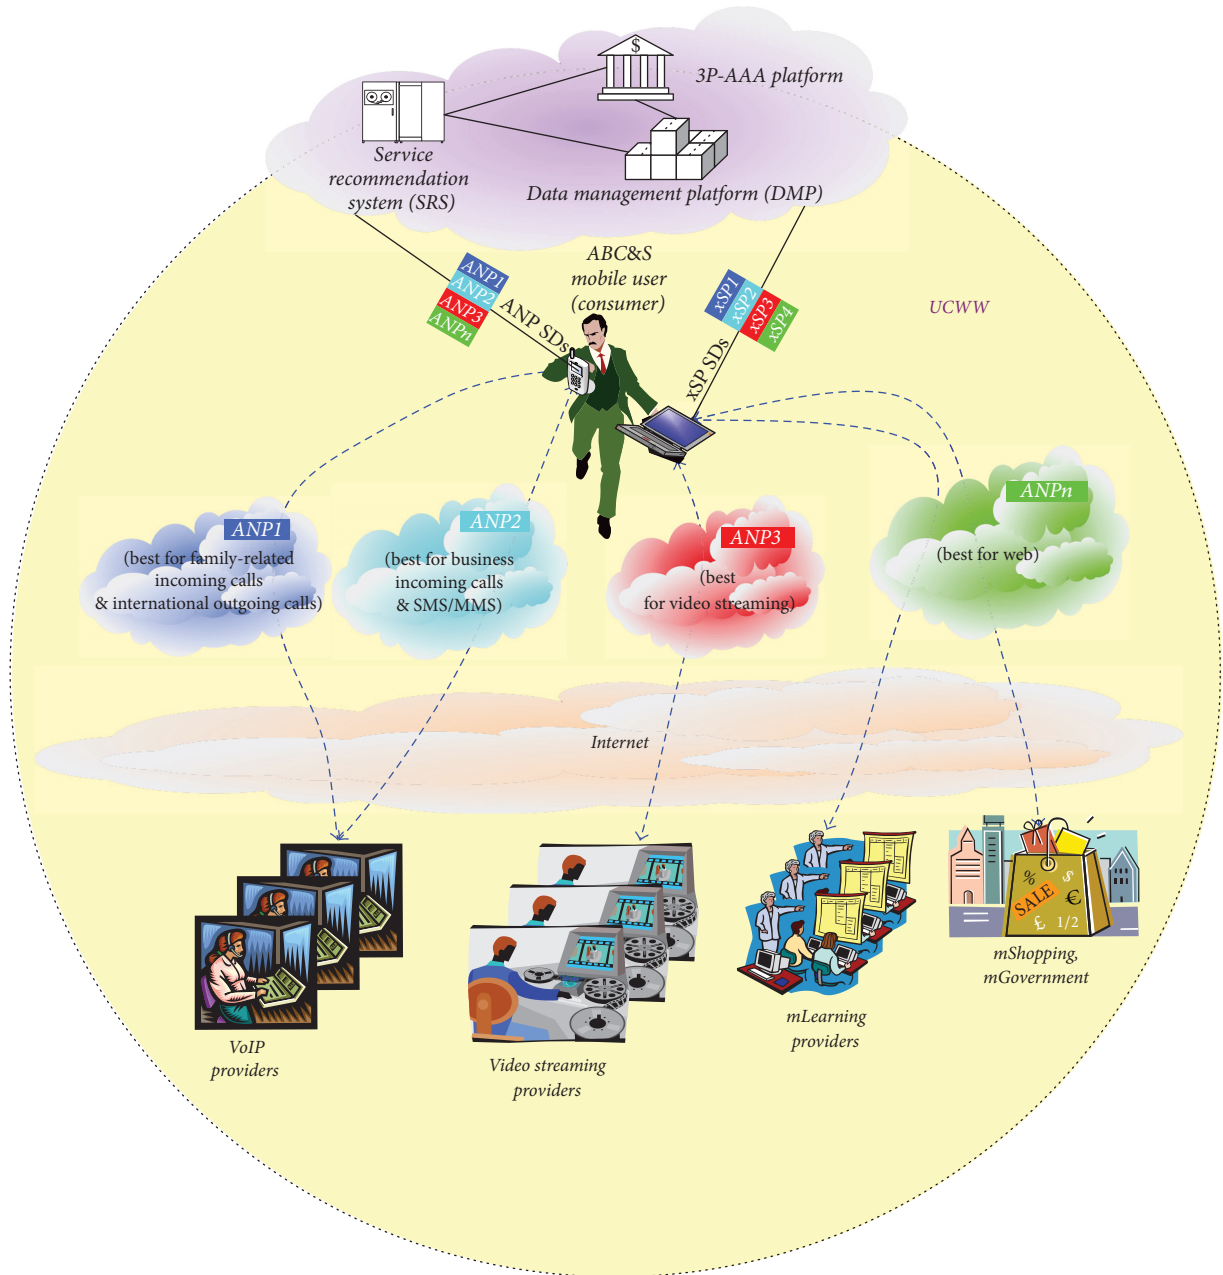 $
3P-AAA platform
Service
recommendation
system (SRS)
Data management platform (DMP)
ABC&S
mobile user
(consumer)
ANP1
ANP2
ANP3
ANPn
ANP SDs
xSP1
xSP2
xSP3
xSP4
xSP SDs
UCWW
ANP1
(best for family-related
incoming calls
& international outgoing calls)
ANP2
(best for business
incoming calls
& SMS/MMS)
ANP3
(best
for video streaming)
ANPn
(best for web)
Internet
% $
SALE €
£ 1/2
VoIP
providers
Video streaming
providers
mLearning
providers
mShopping,
mGovernment